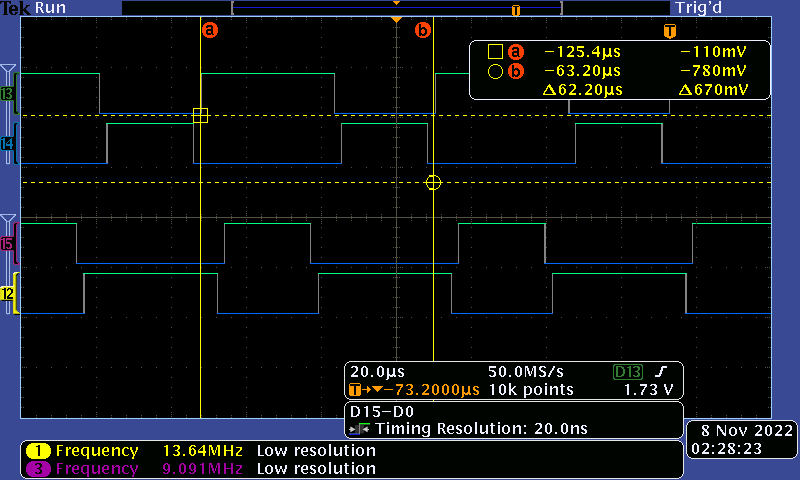 Tek Run Trig'd
a b T
T
a −125.4µs −110mV
b −63.20µs −780mV
Δ62.20µs Δ670mV
13
14
15
12
20.0µs 50.0MS/s D13
T→▼−73.2000µs 10k points 1.73 V
D15−D0
Timing Resolution: 20.0ns
1 Frequency 13.64MHz Low resolution
3 Frequency 9.091MHz Low resolution
8 Nov 2022
02:28:23